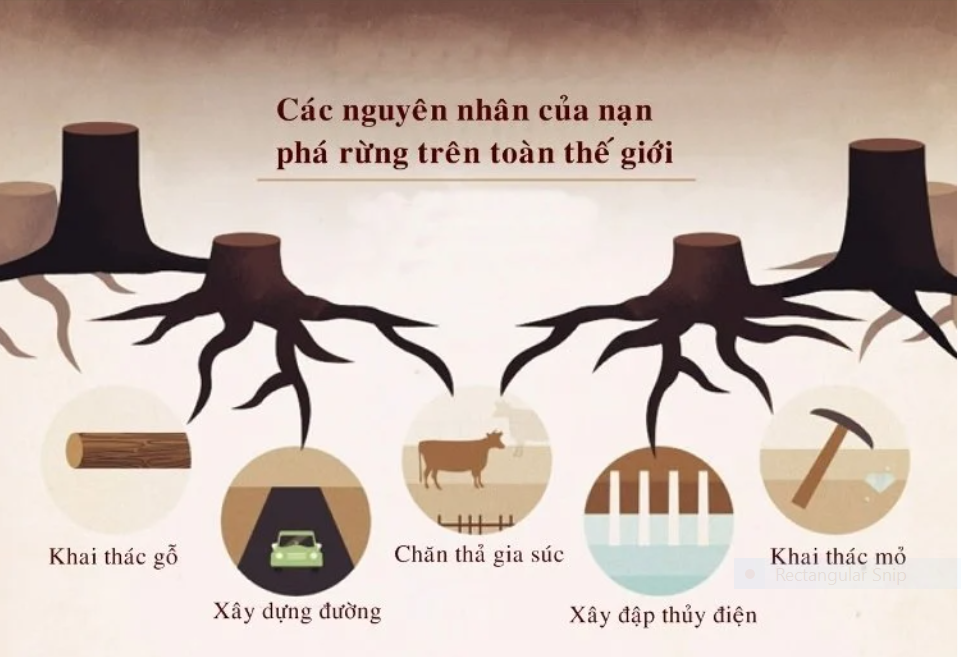 Các nguyên nhân của nạn
phá rừng trên toàn thế giới
Khai thác gỗ
Xây dựng đường
Chăn thả gia súc
Xây đập thủy điện
Khai thác mỏ
Rectangular Snip